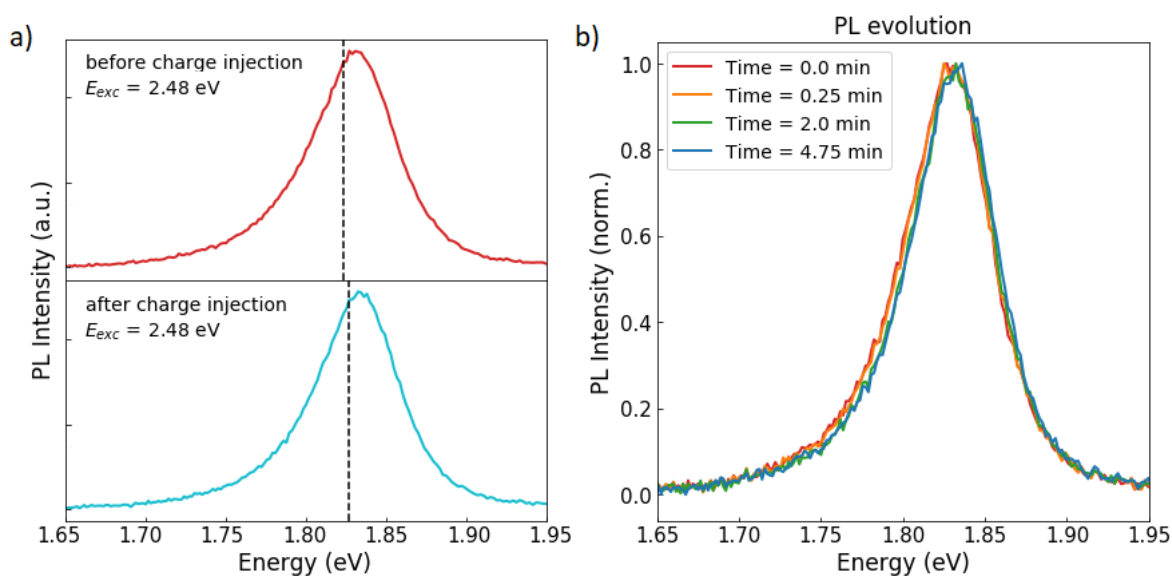 a)
before charge injection
E_exc = 2.48 eV
after charge injection
E_exc = 2.48 eV
PL Intensity (a.u.)
1.65 1.70 1.75 1.80 1.85 1.90 1.95
Energy (eV)
b)
PL evolution
Time = 0.0 min
Time = 0.25 min
Time = 2.0 min
Time = 4.75 min
PL Intensity (norm.)
1.0
0.8
0.6
0.4
0.2
0.0
1.65 1.70 1.75 1.80 1.85 1.90 1.95
Energy (eV)